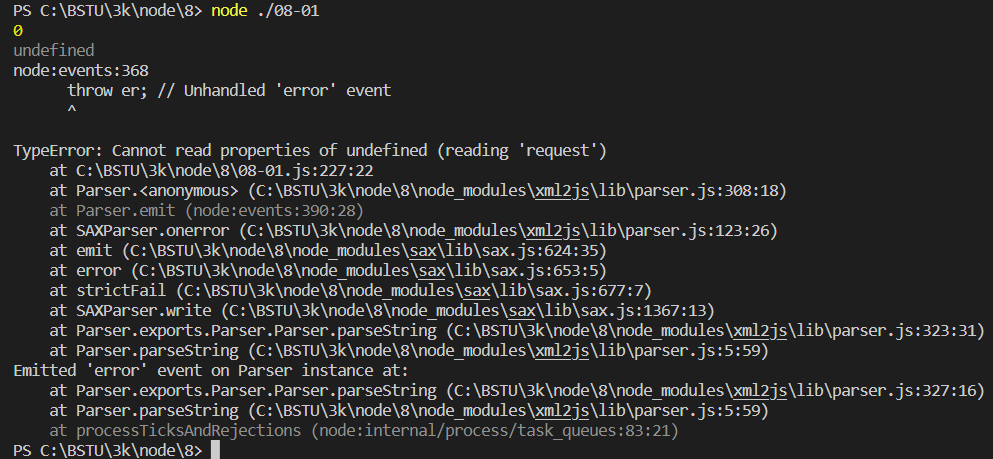 PS C:\BSTU\3k\node\8> node ./08-01
0
undefined
node:events:368
      throw er; // Unhandled 'error' event
      ^

TypeError: Cannot read properties of undefined (reading 'request')
    at C:\BSTU\3k\node\8\08-01.js:227:22
    at Parser.<anonymous> (C:\BSTU\3k\node\8\node_modules\xml2js\lib\parser.js:308:18)
    at Parser.emit (node:events:390:28)
    at SAXParser.onerror (C:\BSTU\3k\node\8\node_modules\xml2js\lib\parser.js:123:26)
    at emit (C:\BSTU\3k\node\8\node_modules\sax\lib\sax.js:624:35)
    at error (C:\BSTU\3k\node\8\node_modules\sax\lib\sax.js:653:5)
    at strictFail (C:\BSTU\3k\node\8\node_modules\sax\lib\sax.js:677:7)
    at SAXParser.write (C:\BSTU\3k\node\8\node_modules\sax\lib\sax.js:1367:13)
    at Parser.exports.Parser.Parser.parseString (C:\BSTU\3k\node\8\node_modules\xml2js\lib\parser.js:323:31)
    at Parser.parseString (C:\BSTU\3k\node\8\node_modules\xml2js\lib\parser.js:5:59)
Emitted 'error' event on Parser instance at:
    at Parser.exports.Parser.Parser.parseString (C:\BSTU\3k\node\8\node_modules\xml2js\lib\parser.js:327:16)
    at Parser.parseString (C:\BSTU\3k\node\8\node_modules\xml2js\lib\parser.js:5:59)
    at processTicksAndRejections (node:internal/process/task_queues:83:21)
PS C:\BSTU\3k\node\8>